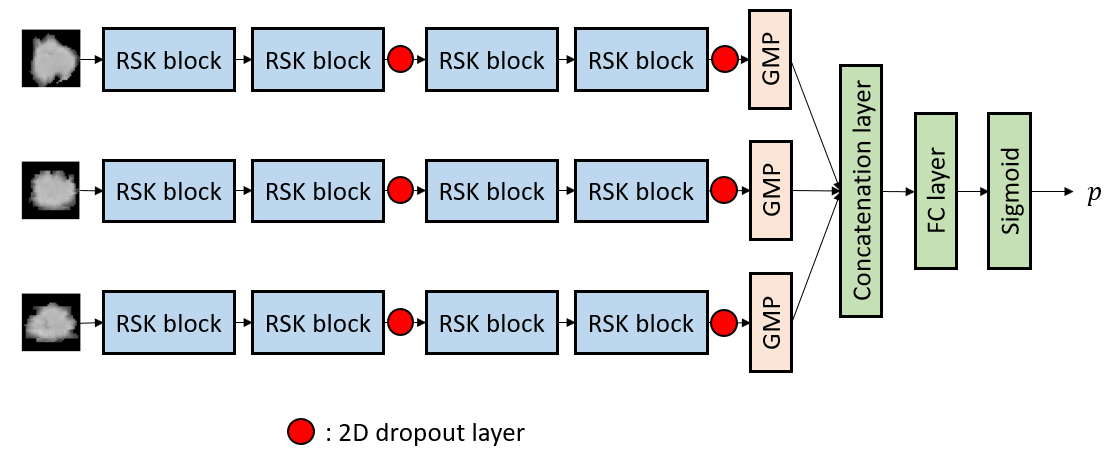 RSK block
RSK block
RSK block
RSK block
GMP
RSK block
RSK block
RSK block
RSK block
GMP
RSK block
RSK block
RSK block
RSK block
GMP
Concatenation layer
FC layer
Sigmoid
p
: 2D dropout layer